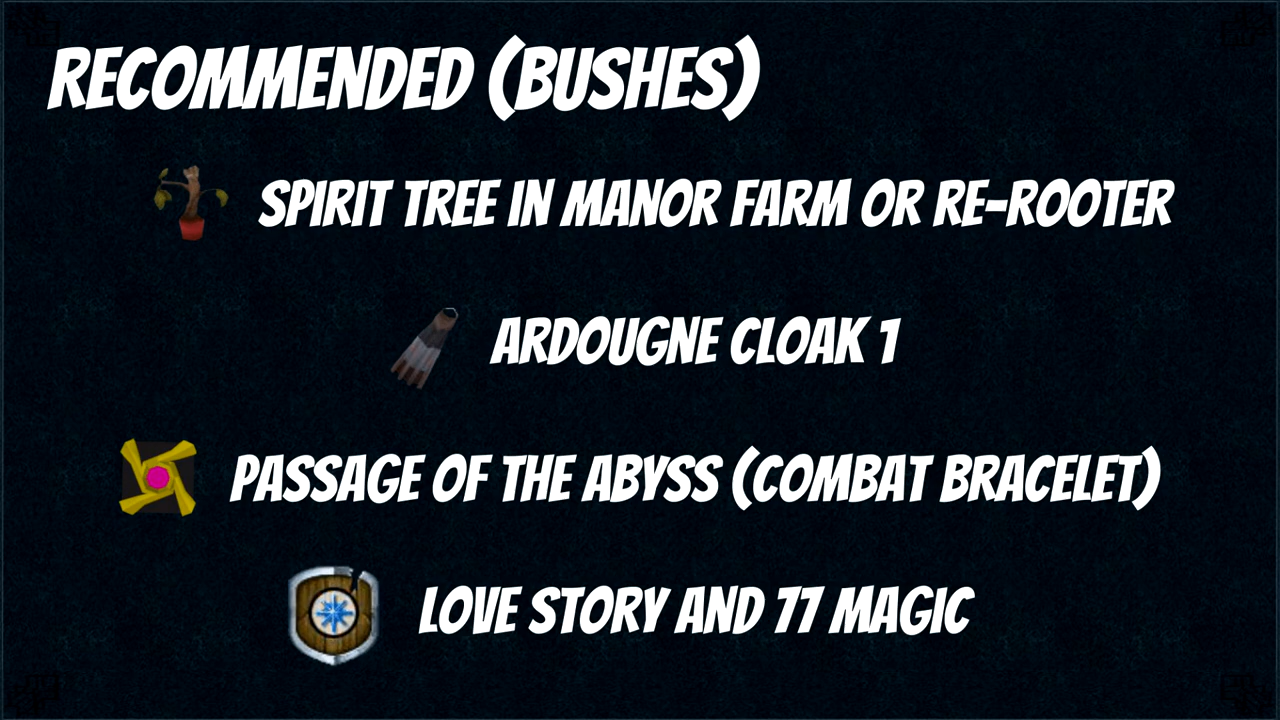 RECOMMENDED (BUSHES)
SPIRIT TREE IN MANOR FARM OR RE-ROOTER
ARDOUGNE CLOAK 1
PASSAGE OF THE ABYSS (COMBAT BRACELET)
LOVE STORY AND 77 MAGIC